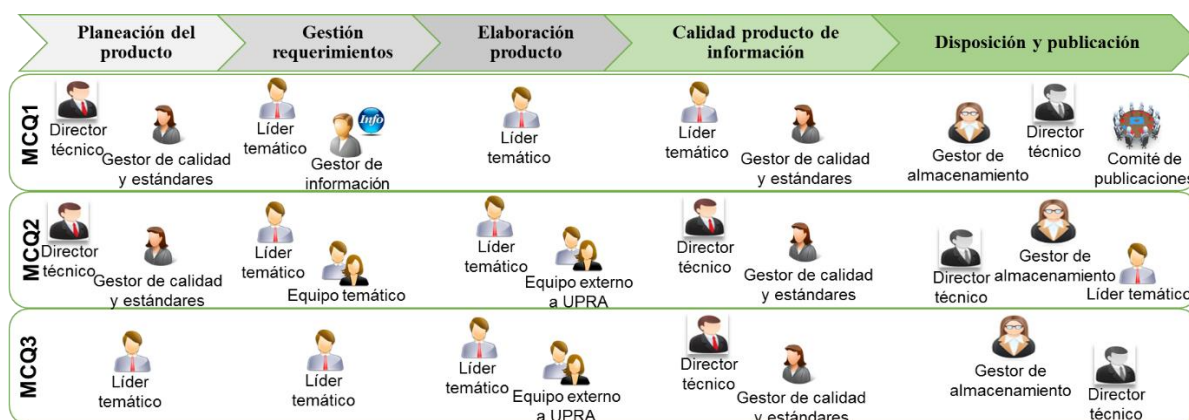 Planeación del
producto
Gestión
requerimientos
Elaboración
producto
Calidad producto de
información
Disposición y publicación
MCQ1
Director
técnico
Gestor de calidad
y estándares
Líder
temático
Info
Gestor de
información
Líder
temático
Líder
temático
Gestor de calidad
y estándares
Gestor de
almacenamiento
Director
técnico
Comité de
publicaciones
MCQ2
Director
técnico
Gestor de calidad
y estándares
Líder
temático
Equipo temático
Líder
temático
Equipo externo
a UPRA
Director
técnico
Gestor de calidad
y estándares
Director
técnico
Gestor de
almacenamiento
Líder temático
MCQ3
Líder
temático
Líder
temático
Líder
temático
Equipo externo
a UPRA
Director
técnico
Gestor de calidad
y estándares
Gestor de
almacenamiento
Director
técnico